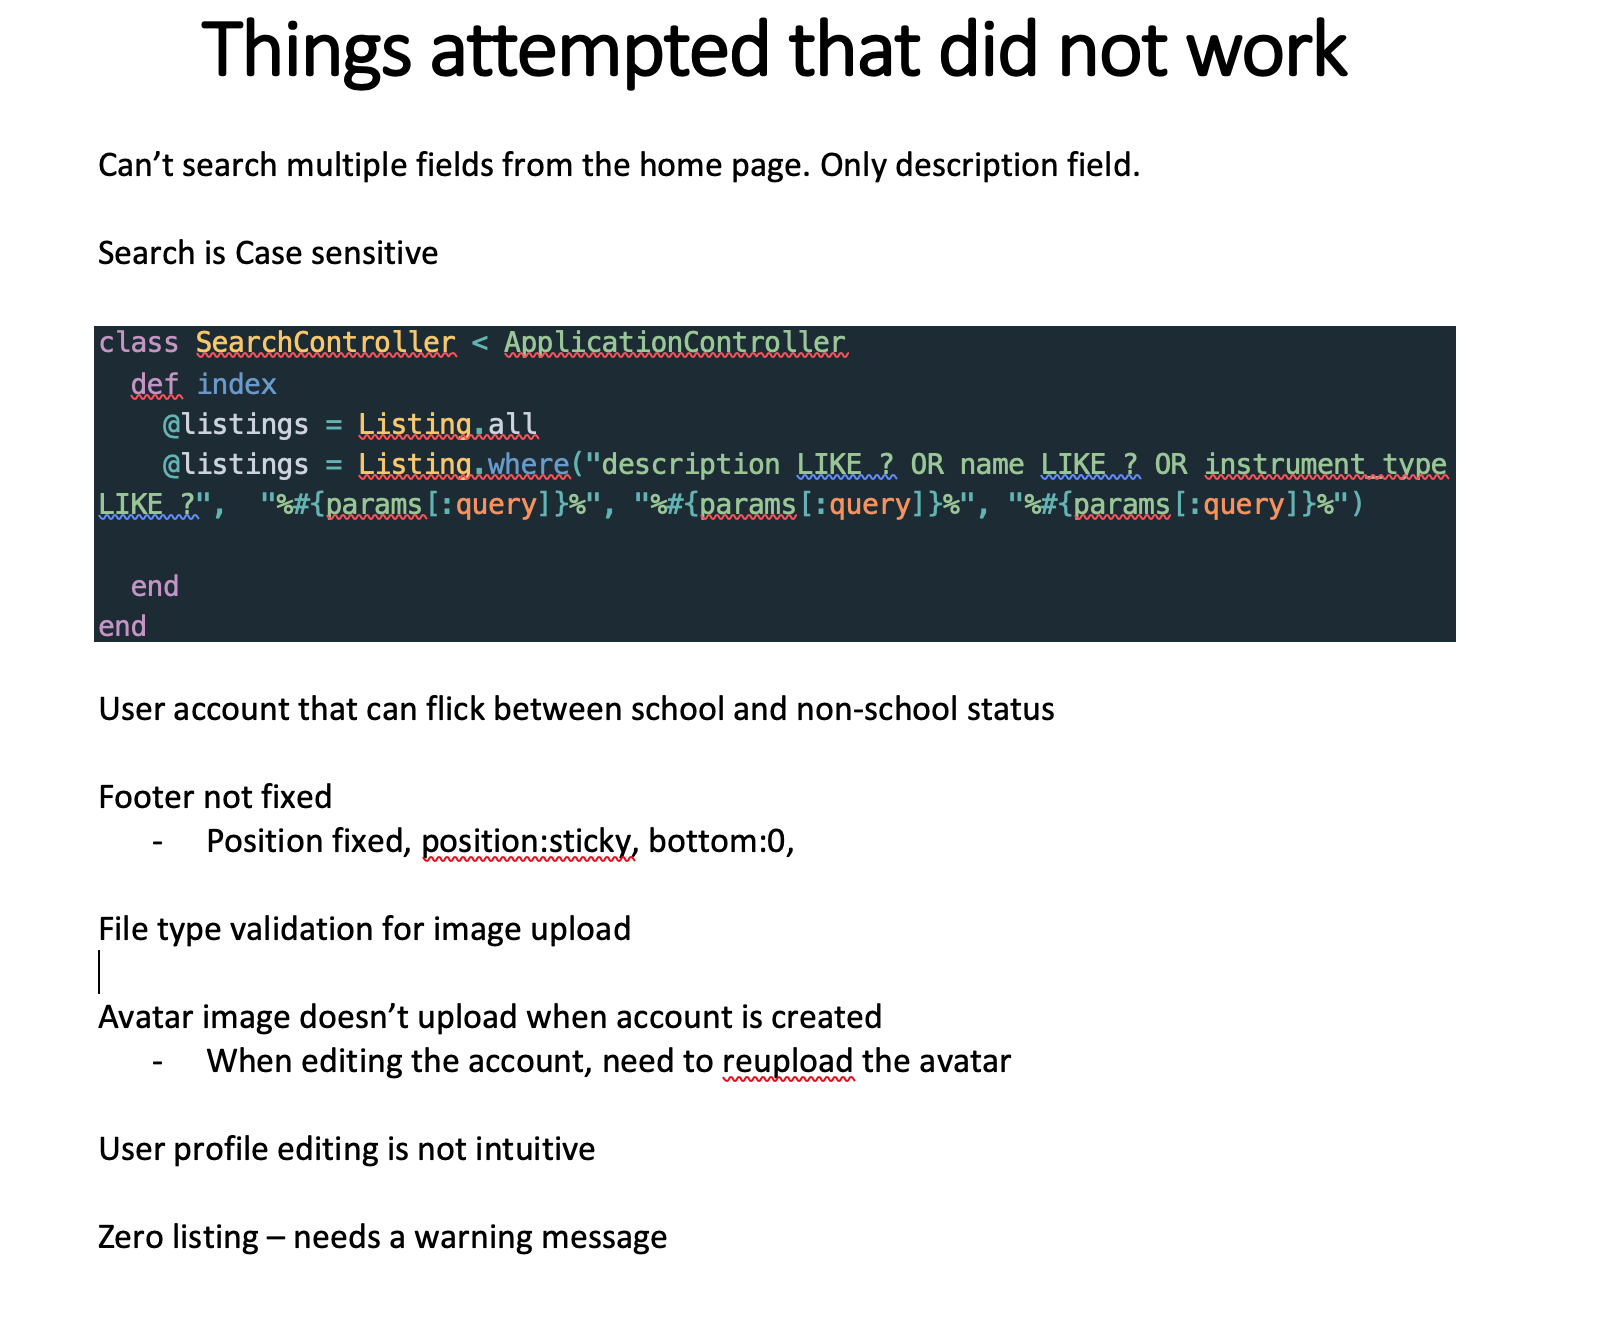 Things attempted that did not work
Can’t search multiple fields from the home page. Only description field.
Search is Case sensitive
class SearchController < ApplicationController
  def index
    @listings = Listing.all
    @listings = Listing.where("description LIKE ? OR name LIKE ? OR instrument_type
LIKE ?",  "%#{params[:query]}%", "%#{params[:query]}%", "%#{params[:query]}%")
  end
end
User account that can flick between school and non-school status
Footer not fixed
- Position fixed, position:sticky, bottom:0,
File type validation for image upload
Avatar image doesn’t upload when account is created
- When editing the account, need to reupload the avatar
User profile editing is not intuitive
Zero listing – needs a warning message